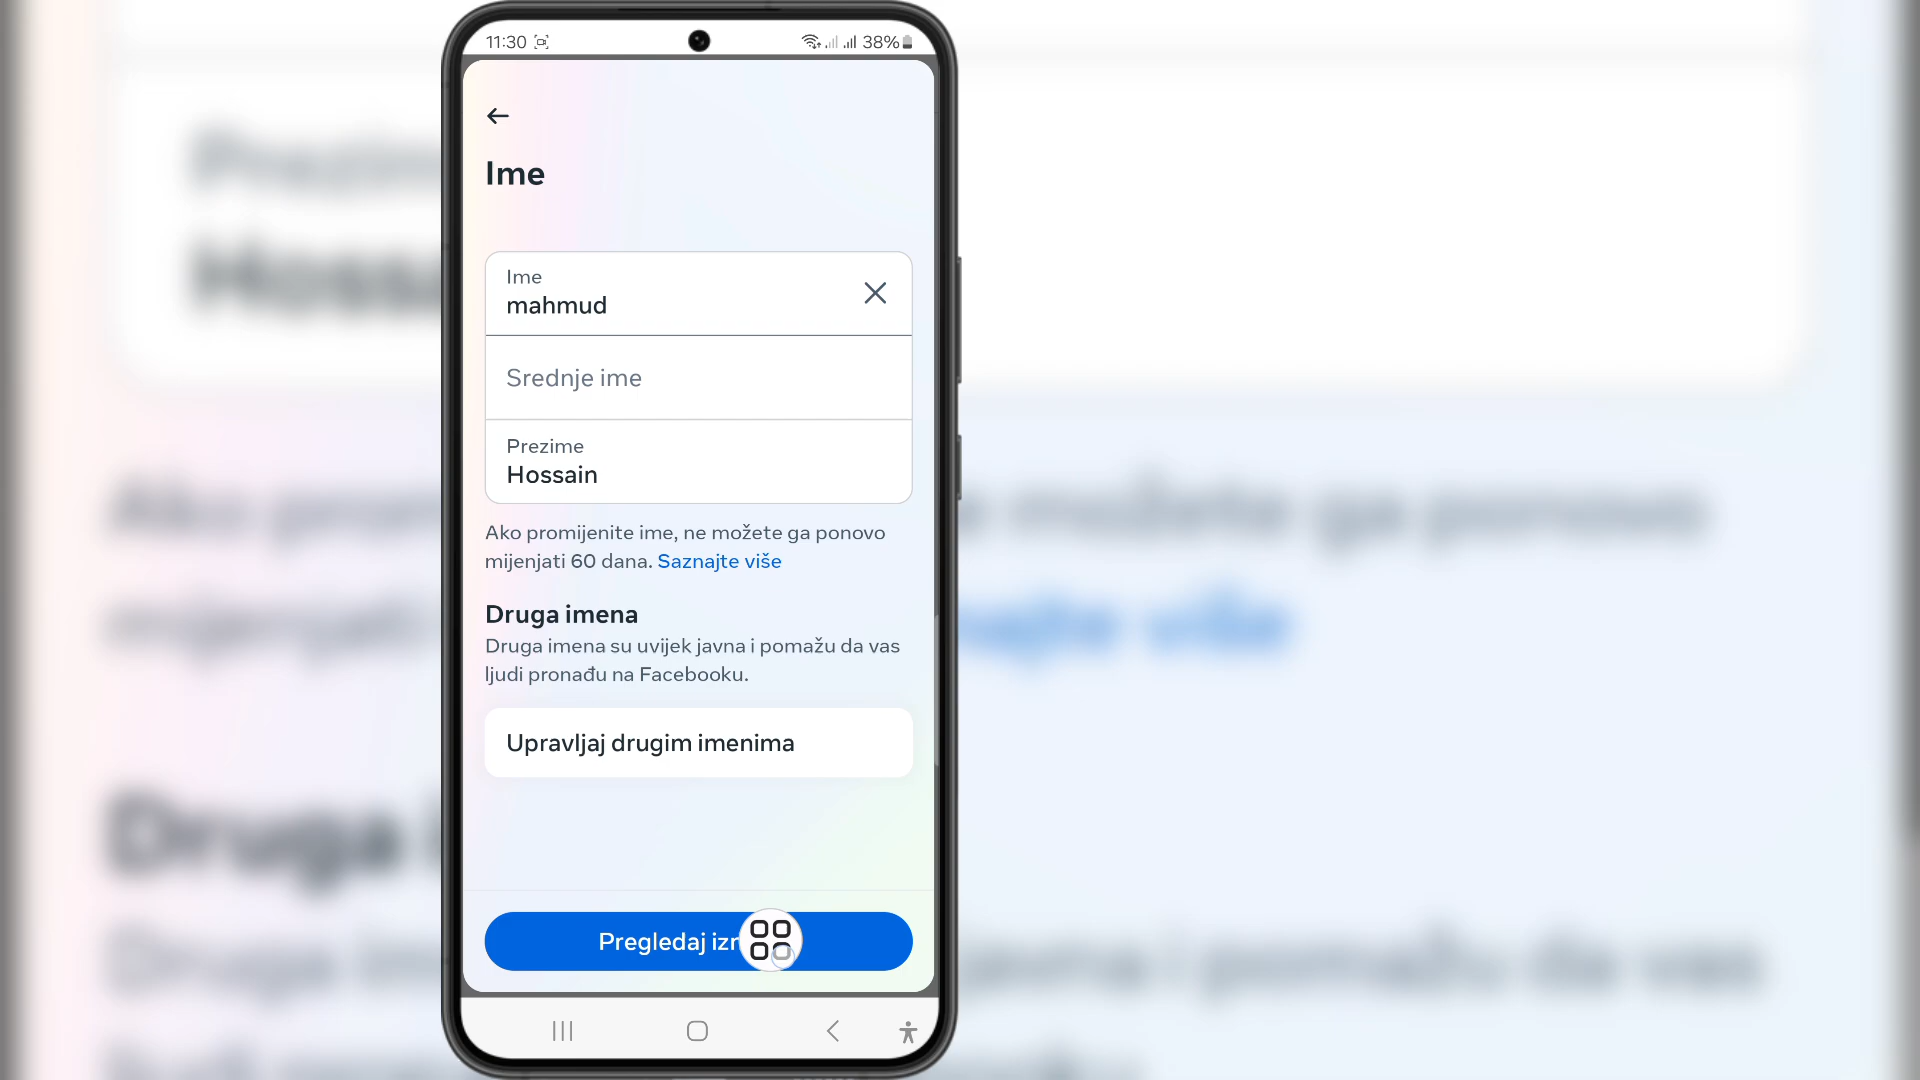 11:30
38%
Ime
Ime
mahmud
Srednje ime
Prezime
Hossain
Ako promijenite ime, ne možete ga ponovo
mijenjati 60 dana. Saznajte više
Druga imena
Druga imena su uvijek javna i pomažu da vas
ljudi pronađu na Facebooku.
Upravljaj drugim imenima
Pregledaj